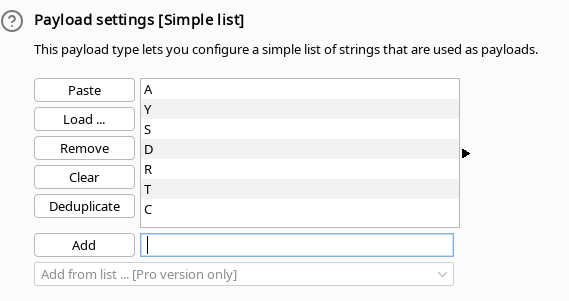 Payload settings [Simple list]
This payload type lets you configure a simple list of strings that are used as payloads.
Paste
Load ...
Remove
Clear
Deduplicate
A
Y
S
D
R
T
C
Add
Add from list ... [Pro version only]